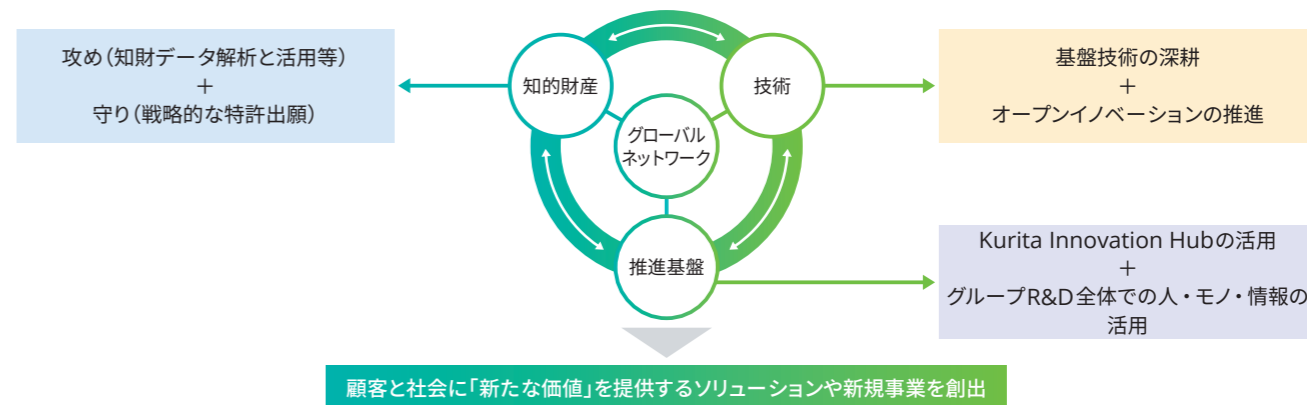 攻め（知財データ解析と活用等）
＋
守り（戦略的な特許出願）
知的財産
技術
グローバル
ネットワーク
推進基盤
基盤技術の深耕
＋
オープンイノベーションの推進
Kurita Innovation Hubの活用
＋
グループR&D全体での人・モノ・情報の
活用
顧客と社会に「新たな価値」を提供するソリューションや新規事業を創出